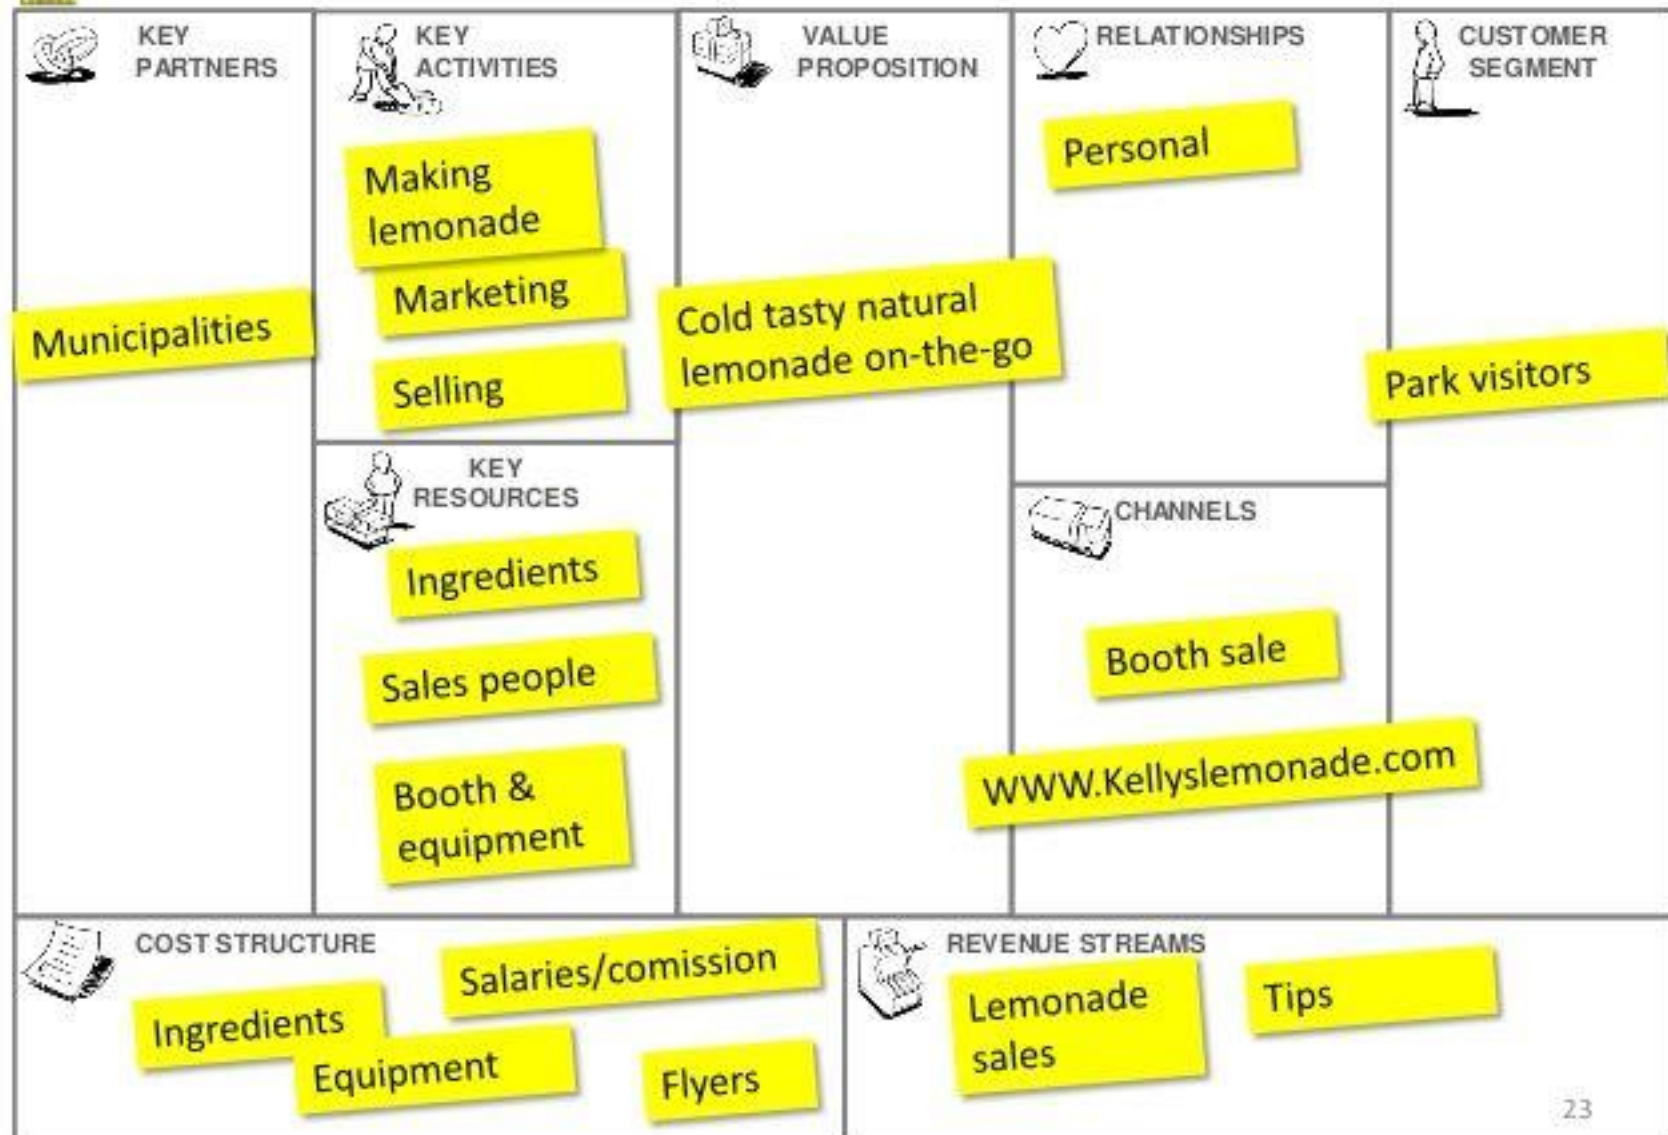 KEY
PARTNERS
Municipalities
KEY
ACTIVITIES
Making
lemonade
Marketing
Selling
KEY
RESOURCES
Ingredients
Sales people
Booth &
equipment
VALUE
PROPOSITION
Cold tasty natural
lemonade on-the-go
RELATIONSHIPS
Personal
CHANNELS
Booth sale
WWW.Kellyslemonade.com
CUSTOMER
SEGMENT
Park visitors
COST STRUCTURE
Salaries/comission
Ingredients
Equipment
Flyers
REVENUE STREAMS
Lemonade
sales
Tips
23